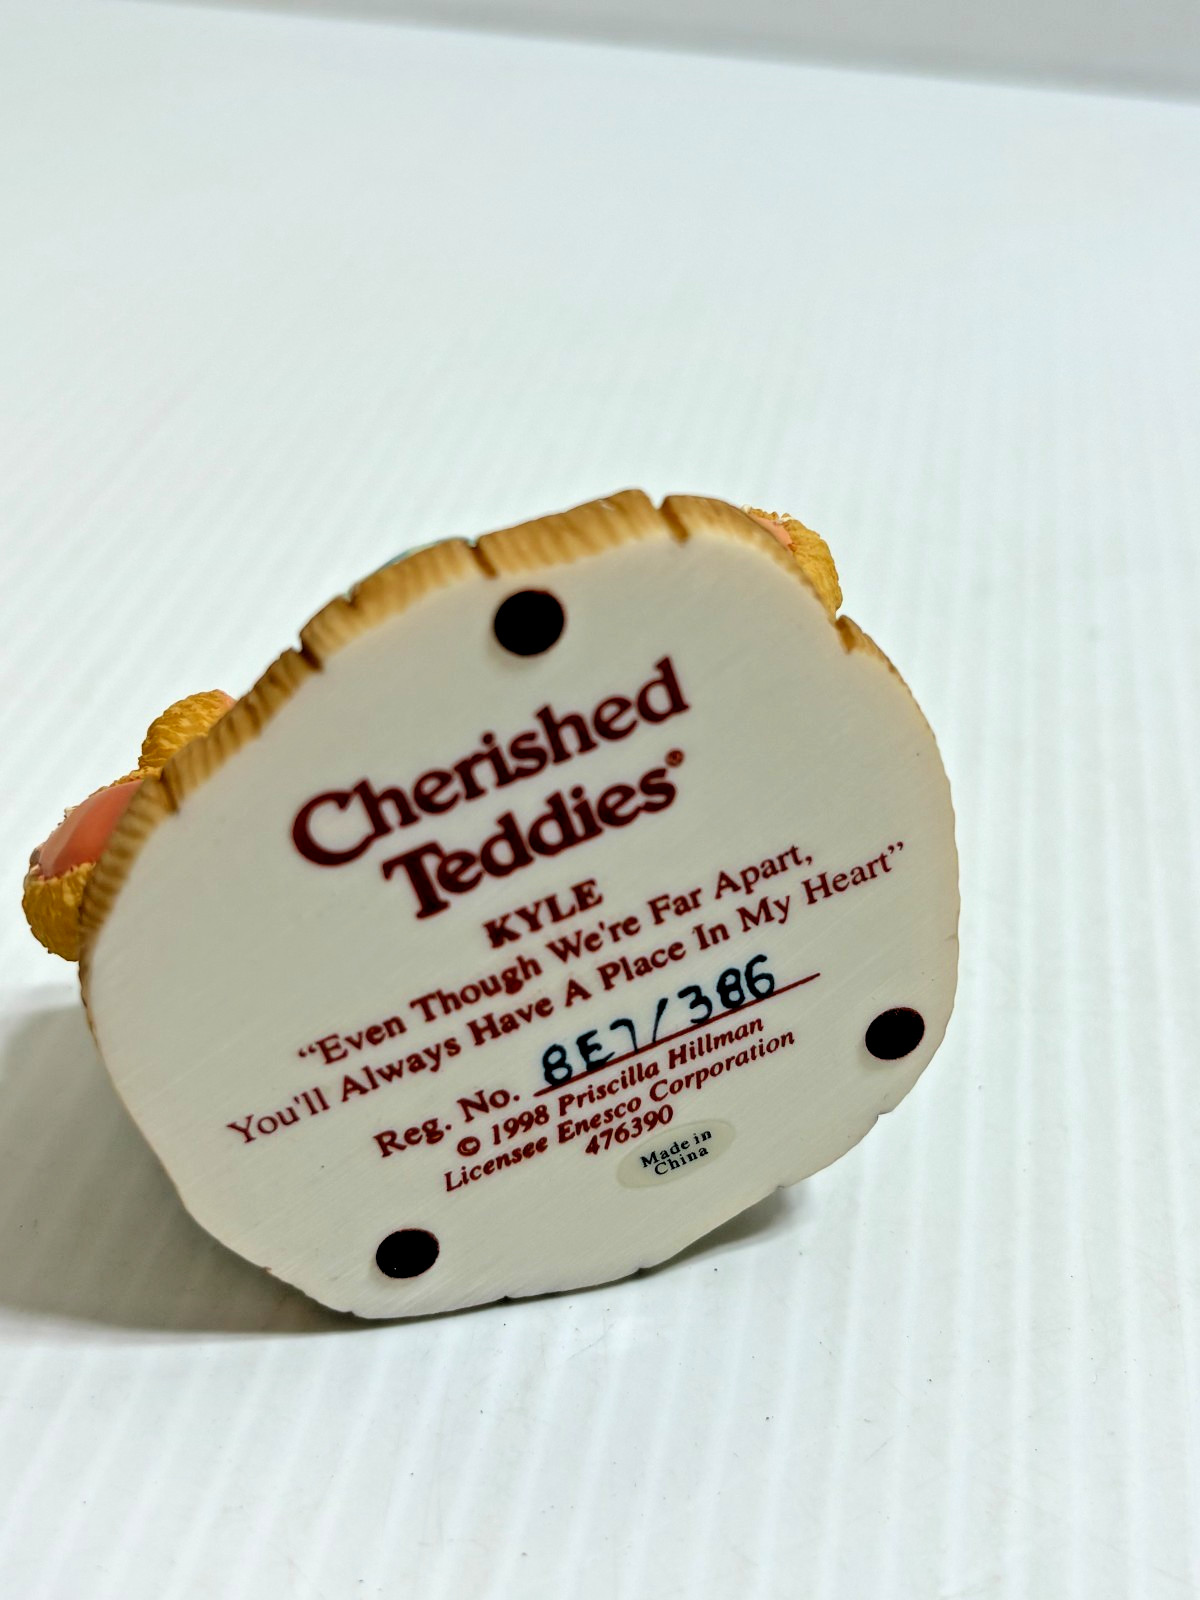 Cherished
Teddies®
KYLE
“Even Though We're Far Apart,
You'll Always Have A Place In My Heart”
Reg. No. 8E7/386
© 1998 Priscilla Hillman
Licensee Enesco Corporation
476390
Made in
China